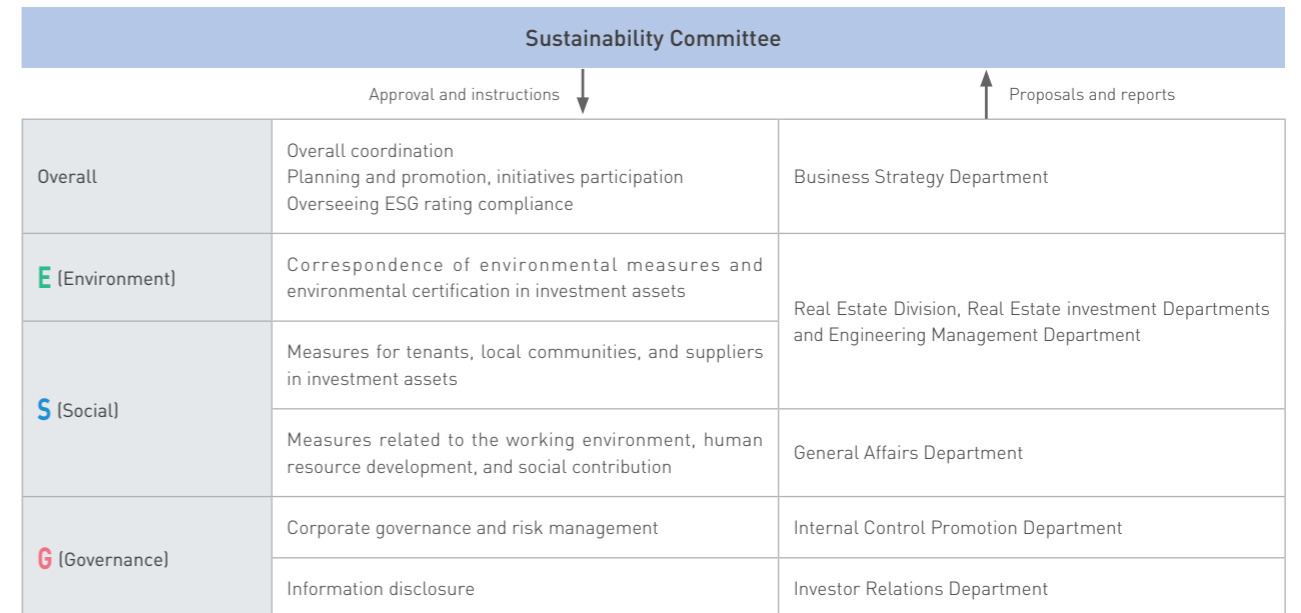 Sustainability Committee
Approval and instructions
Proposals and reports
Overall
Overall coordination
Planning and promotion, initiatives participation
Overseeing ESG rating compliance
Business Strategy Department
E (Environment)
Correspondence of environmental measures and
environmental certification in investment assets
Real Estate Division, Real Estate investment Departments
and Engineering Management Department
S (Social)
Measures for tenants, local communities, and suppliers
in investment assets
Measures related to the working environment, human
resource development, and social contribution
General Affairs Department
G (Governance)
Corporate governance and risk management
Internal Control Promotion Department
Information disclosure
Investor Relations Department